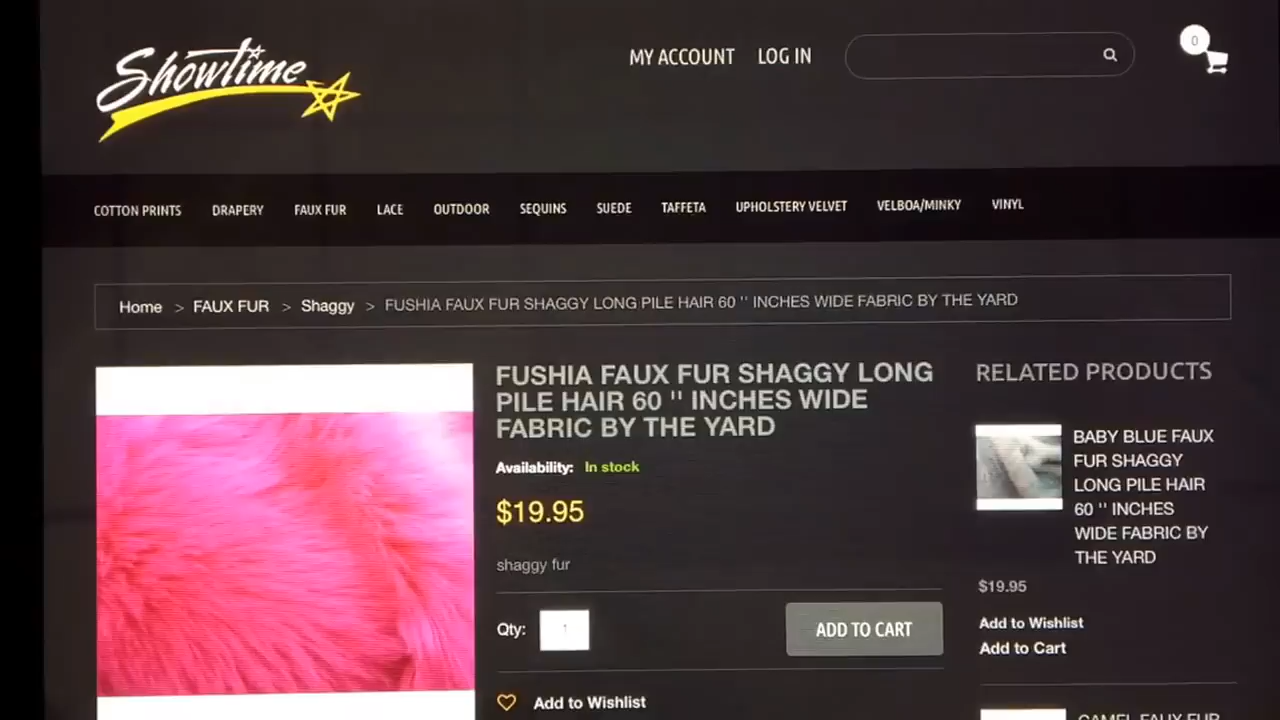 Showtime
MY ACCOUNT LOG IN
0
COTTON PRINTS DRAPERY FAUX FUR LACE OUTDOOR SEQUINS SUEDE TAFFETA UPHOLSTERY VELVET VELBOA/MINKY VINYL
Home > FAUX FUR > Shaggy > FUSHIA FAUX FUR SHAGGY LONG PILE HAIR 60 '' INCHES WIDE FABRIC BY THE YARD
FUSHIA FAUX FUR SHAGGY LONG
PILE HAIR 60 '' INCHES WIDE
FABRIC BY THE YARD
Availability: In stock
$19.95
shaggy fur
Qty: 1
ADD TO CART
Add to Wishlist
RELATED PRODUCTS
BABY BLUE FAUX
FUR SHAGGY
LONG PILE HAIR
60 '' INCHES
WIDE FABRIC BY
THE YARD
$19.95
Add to Wishlist
Add to Cart
CAMEL FAUX FUR